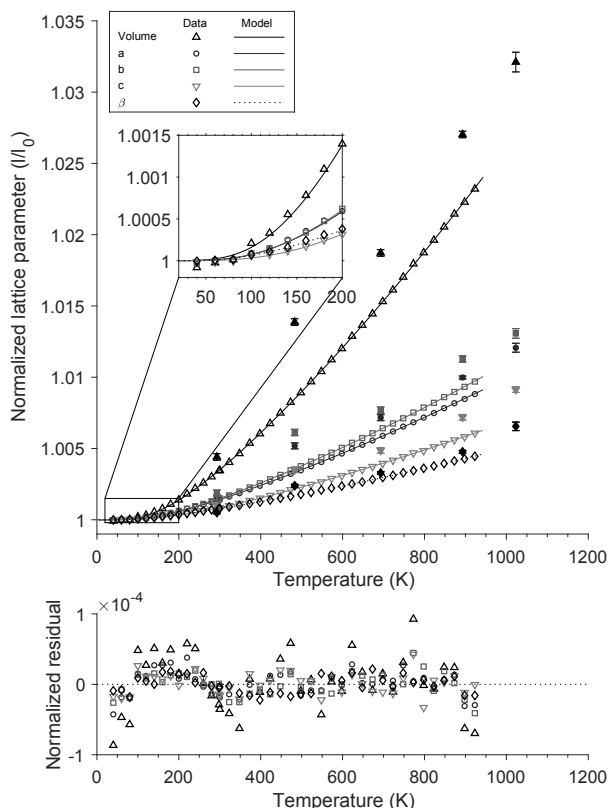 Data Model
Volume
a
b
c
β
1.035
1.03
1.025
1.02
1.015
1.01
1.005
1
Normalized lattice parameter (l/l0)
1.0015
1.001
1.0005
1
50 100 150 200
0 200 400 600 800 1000 1200
Temperature (K)
×10-4
1
0
-1
Normalized residual
0 200 400 600 800 1000 1200
Temperature (K)